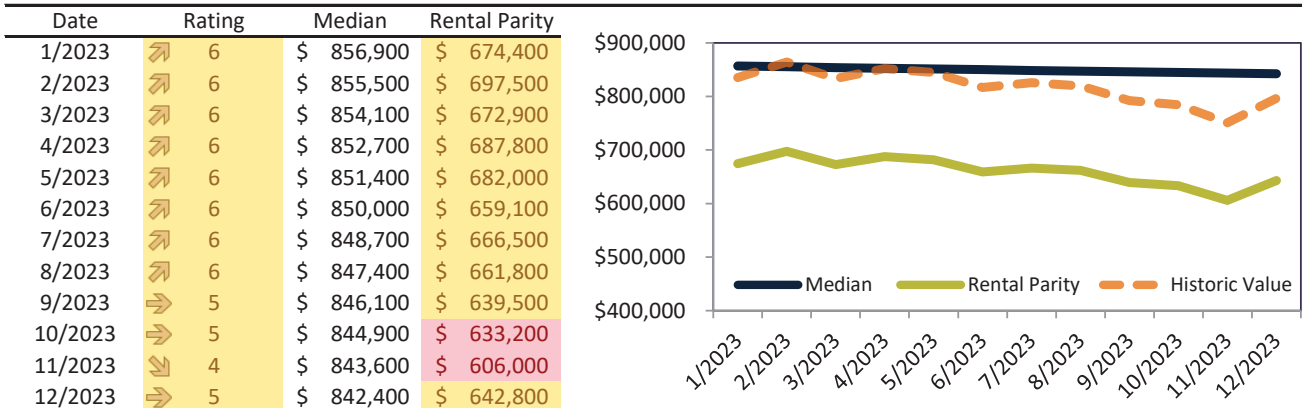 Date Rating Median Rental Parity
1/2023 6 $ 856,900 $ 674,400
2/2023 6 $ 855,500 $ 697,500
3/2023 6 $ 854,100 $ 672,900
4/2023 6 $ 852,700 $ 687,800
5/2023 6 $ 851,400 $ 682,000
6/2023 6 $ 850,000 $ 659,100
7/2023 6 $ 848,700 $ 666,500
8/2023 6 $ 847,400 $ 661,800
9/2023 5 $ 846,100 $ 639,500
10/2023 5 $ 844,900 $ 633,200
11/2023 4 $ 843,600 $ 606,000
12/2023 5 $ 842,400 $ 642,800
$900,000
$800,000
$700,000
$600,000
$500,000
$400,000
Median Rental Parity Historic Value
1/2023 2/2023 3/2023 4/2023 5/2023 6/2023 7/2023 8/2023 9/2023 10/2023 11/2023 12/2023